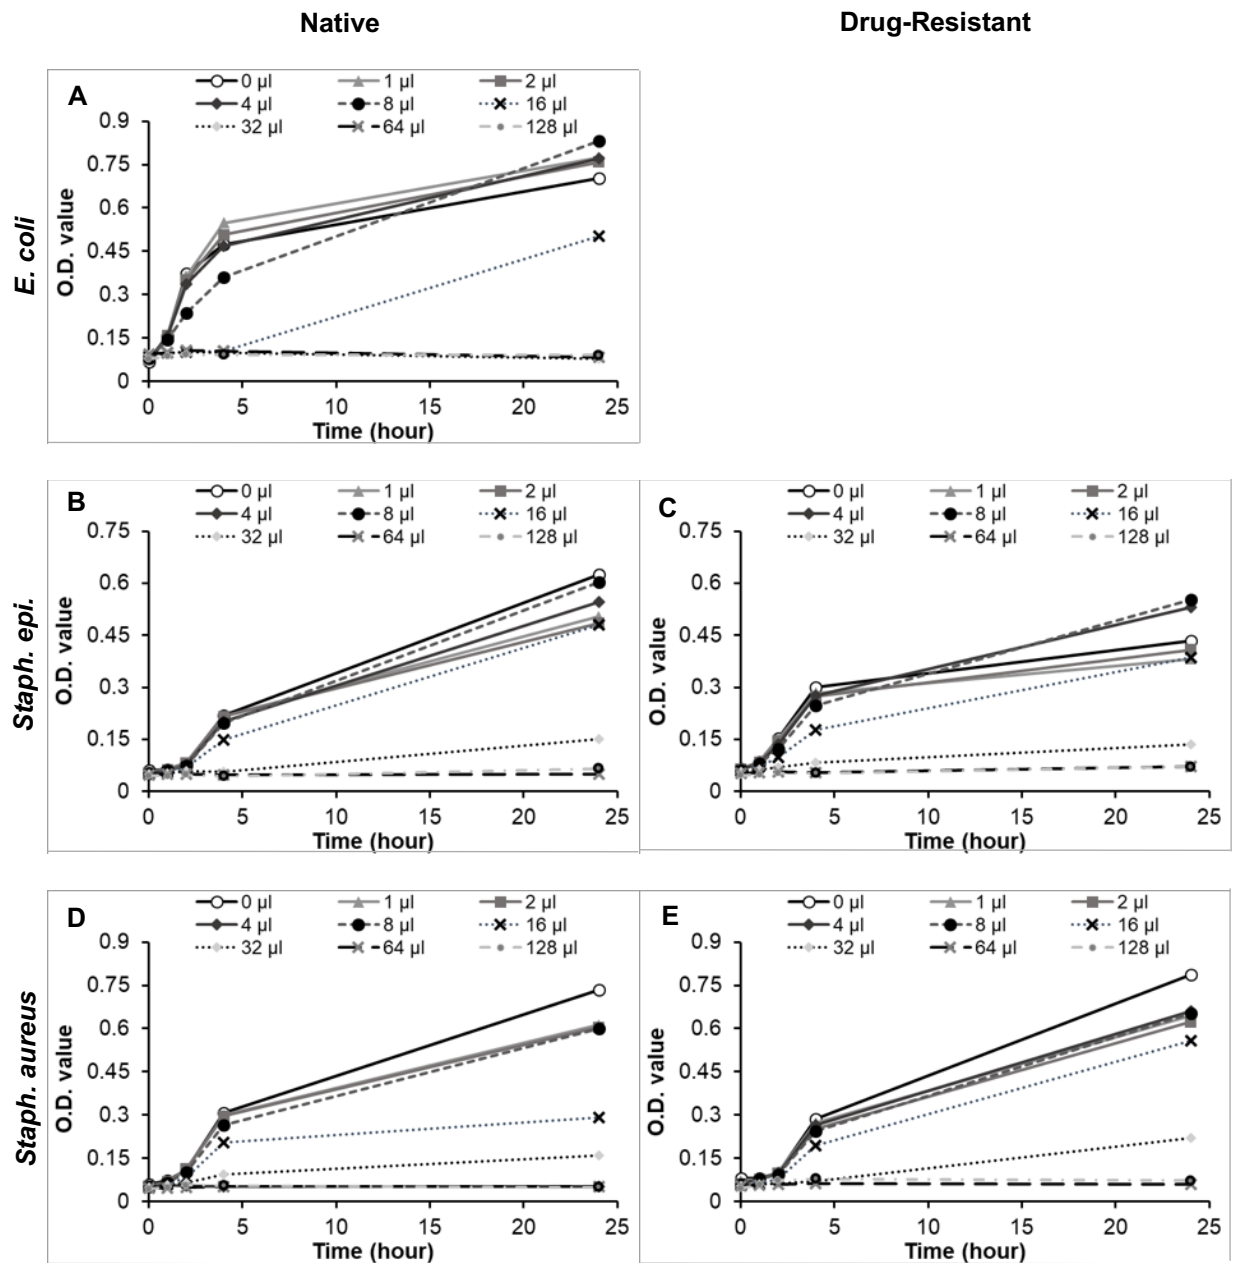 Native
Drug-Resistant
E. coli
A
0 µl 1 µl 2 µl
4 µl 8 µl 16 µl
32 µl 64 µl 128 µl
0.9
0.75
0.6
0.45
0.3
0.15
0
O.D. value
0 5 10 15 20 25
Time (hour)
Staph. epi.
B
0 µl 1 µl 2 µl
4 µl 8 µl 16 µl
32 µl 64 µl 128 µl
0.75
0.6
0.45
0.3
0.15
0
O.D. value
0 5 10 15 20 25
Time (hour)
C
0 µl 1 µl 2 µl
4 µl 8 µl 16 µl
32 µl 64 µl 128 µl
0.75
0.6
0.45
0.3
0.15
0
O.D. value
0 5 10 15 20 25
Time (hour)
Staph. aureus
D
0 µl 1 µl 2 µl
4 µl 8 µl 16 µl
32 µl 64 µl 128 µl
0.9
0.75
0.6
0.45
0.3
0.15
0
O.D. value
0 5 10 15 20 25
Time (hour)
E
0 µl 1 µl 2 µl
4 µl 8 µl 16 µl
32 µl 64 µl 128 µl
0.9
0.75
0.6
0.45
0.3
0.15
0
O.D. value
0 5 10 15 20 25
Time (hour)